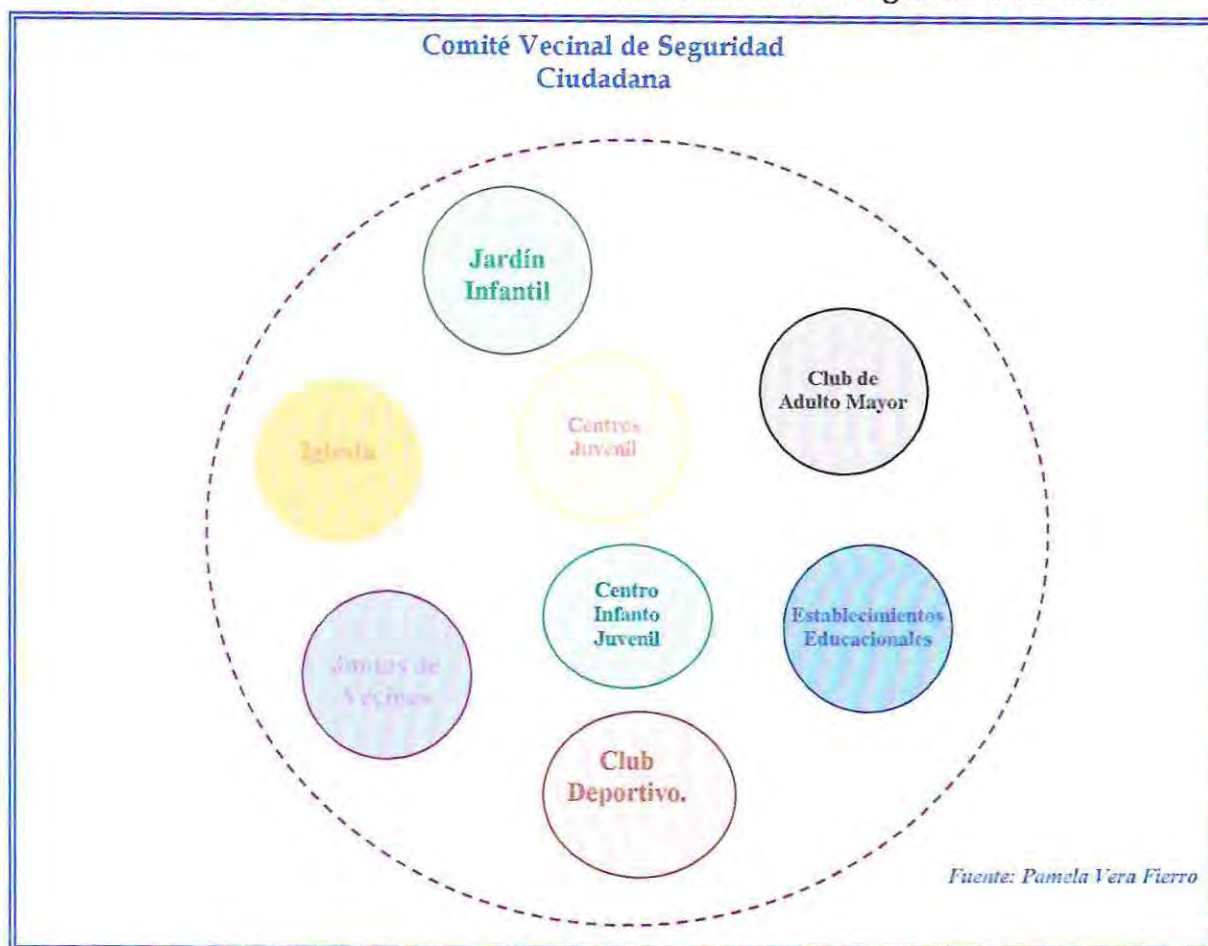 Comité Vecinal de Seguridad
Ciudadana
Jardín
Infantil
Club de
Adulto Mayor
Centros
Juvenil
Iglesia
Centro
Infanto
Juvenil
Establecimientos
Educacionales
Juntas de
Vecinos
Club
Deportivo.
Fuente: Pamela Vera Fierro